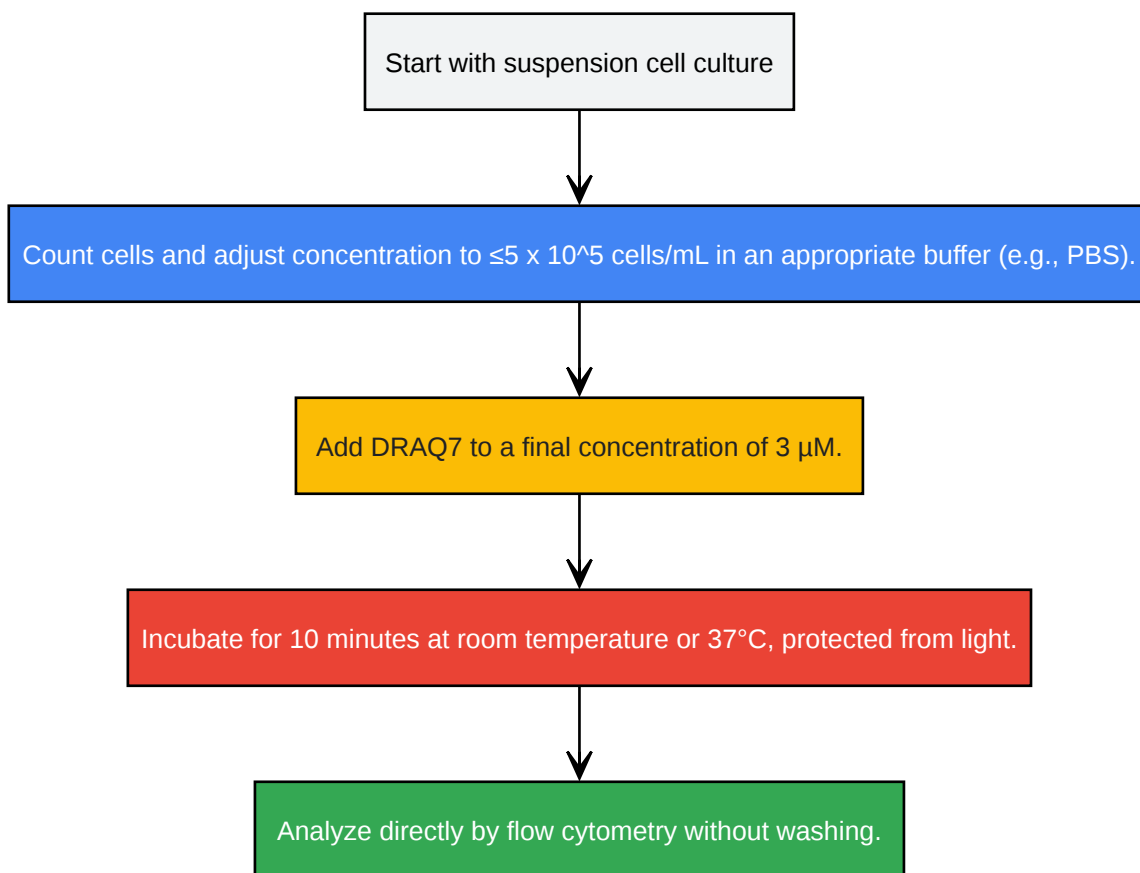 Start with suspension cell culture
Count cells and adjust concentration to ≤5 x 10^5 cells/mL in an appropriate buffer (e.g., PBS).
Add DRAQ7 to a final concentration of 3 µM.
Incubate for 10 minutes at room temperature or 37°C, protected from light.
Analyze directly by flow cytometry without washing.